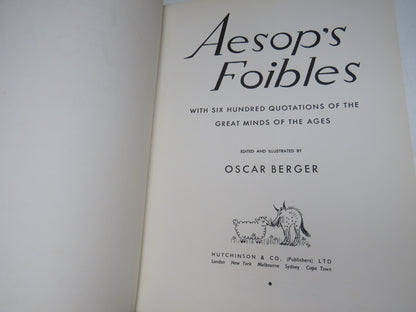 Aesop's
Foibles
WITH SIX HUNDRED QUOTATIONS OF THE
GREAT MINDS OF THE AGES
EDITED AND ILLUSTRATED BY
OSCAR BERGER
HUTCHINSON & CO. (Publishers) LTD
London New York Melbourne Sydney Cape Town